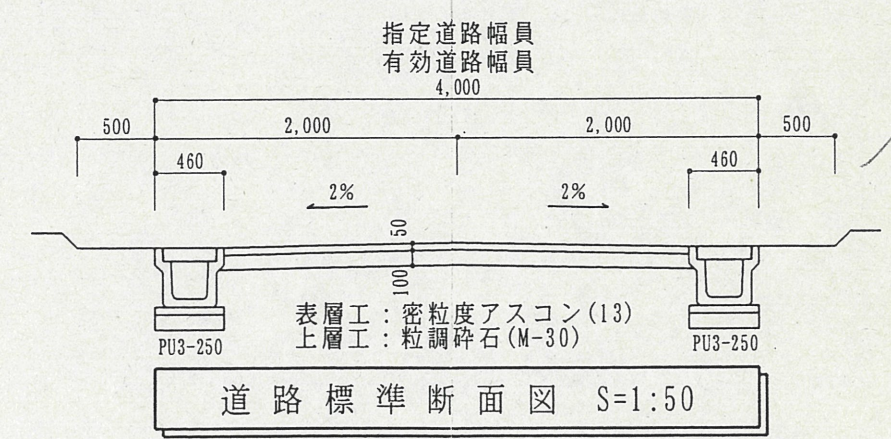 指定道路幅員
有効道路幅員
4,000
500 2,000 2,000 500
460 460
2% 2%
50
100
表層工：密粒度アスコン(13)
上層工：粒調砕石(M-30)
PU3-250 PU3-250
道路標準断面図 S=1:50